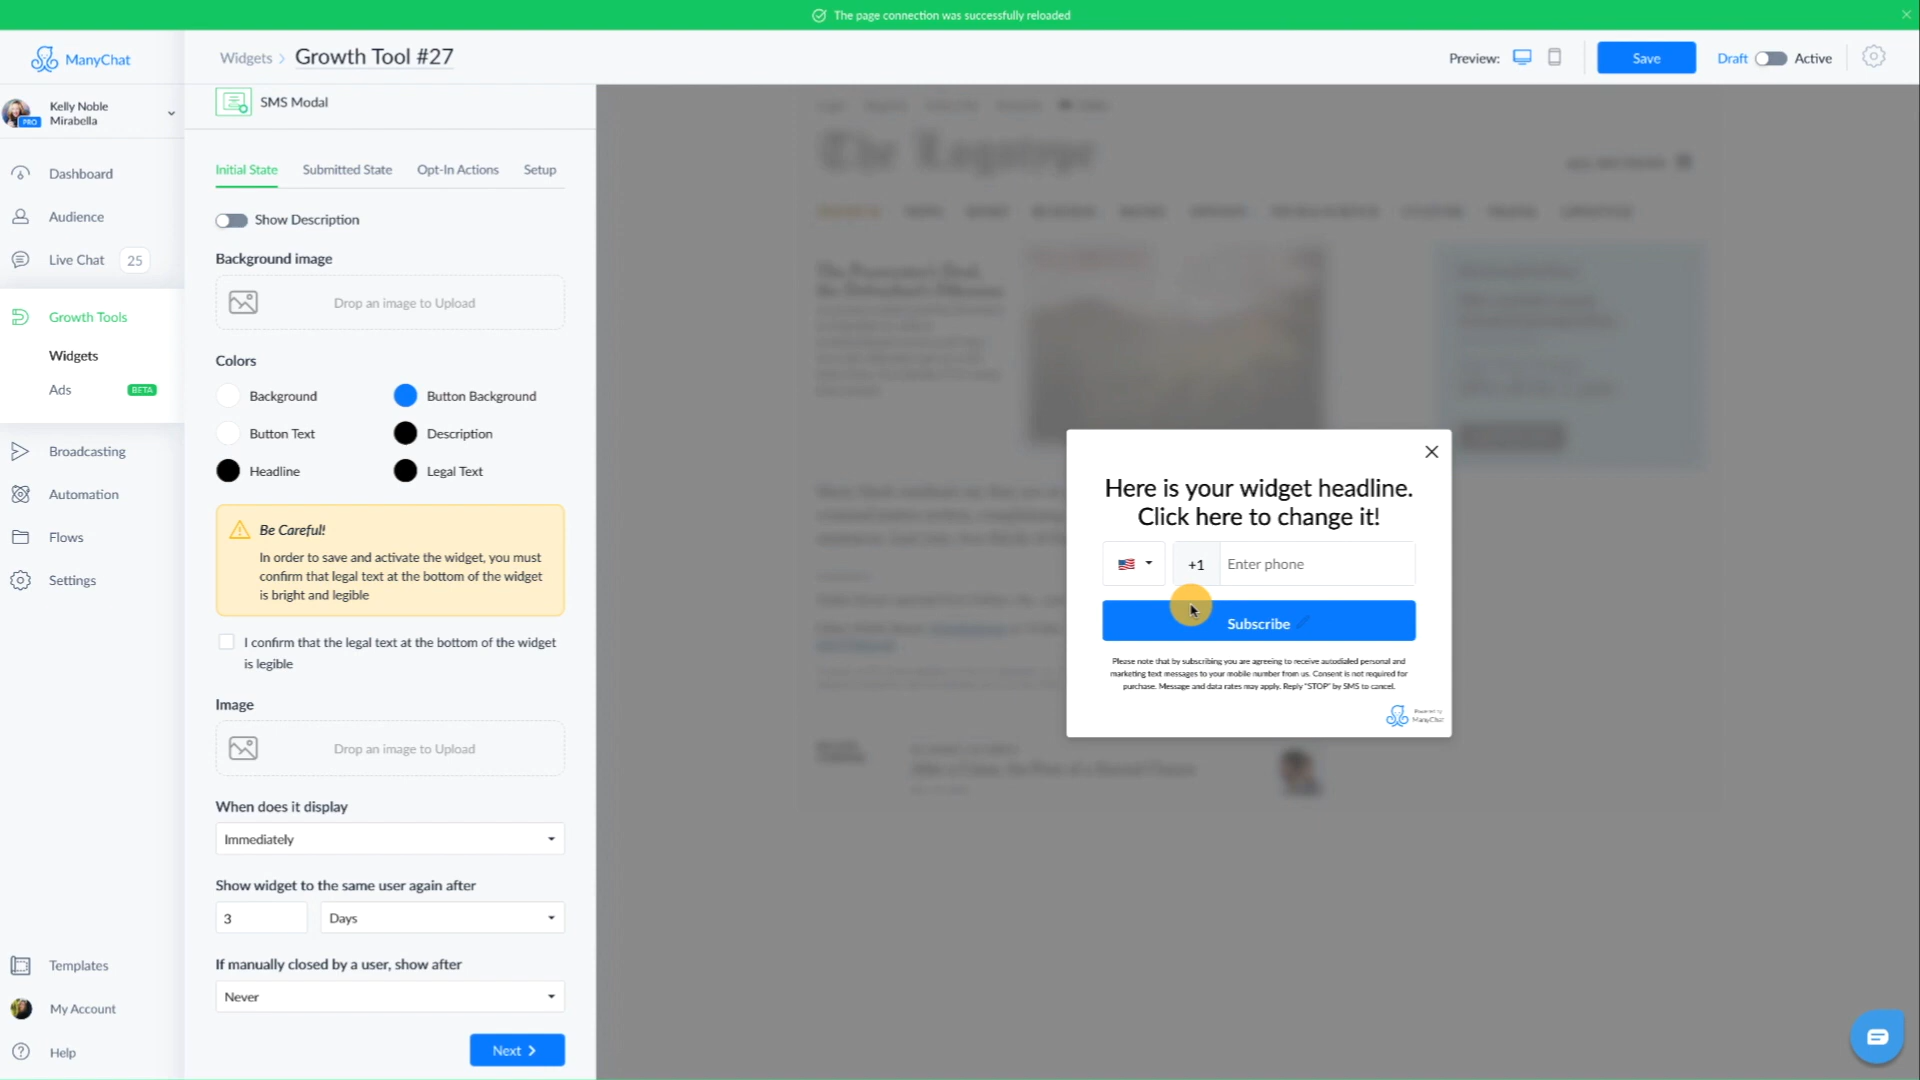 The page connection was successfully reloaded
ManyChat
Widgets
Growth Tool #27
Preview:
Save
Draft
Active
Kelly Noble
Mirabella
PRO
SMS Modal
Initial State
Submitted State
Opt-In Actions
Setup
Dashboard
Audience
Live Chat
25
Growth Tools
Widgets
Ads
BETA
Broadcasting
Automation
Flows
Settings
Templates
My Account
Help
Show Description
Background image
Drop an image to Upload
Colors
Background
Button Background
Button Text
Description
Headline
Legal Text
Be Careful!
In order to save and activate the widget, you must
confirm that legal text at the bottom of the widget
is bright and legible
I confirm that the legal text at the bottom of the widget
is legible
Image
Drop an image to Upload
When does it display
Immediately
Show widget to the same user again after
3
Days
If manually closed by a user, show after
Never
Next
The Logotype
Here is your widget headline.
Click here to change it!
+1
Enter phone
Subscribe
Please note that by subscribing you are agreeing to receive autodialed personal and
marketing text messages to your mobile number from us. Consent is not required for
purchase. Message and data rates may apply. Reply "STOP" by SMS to cancel.
Powered by
ManyChat